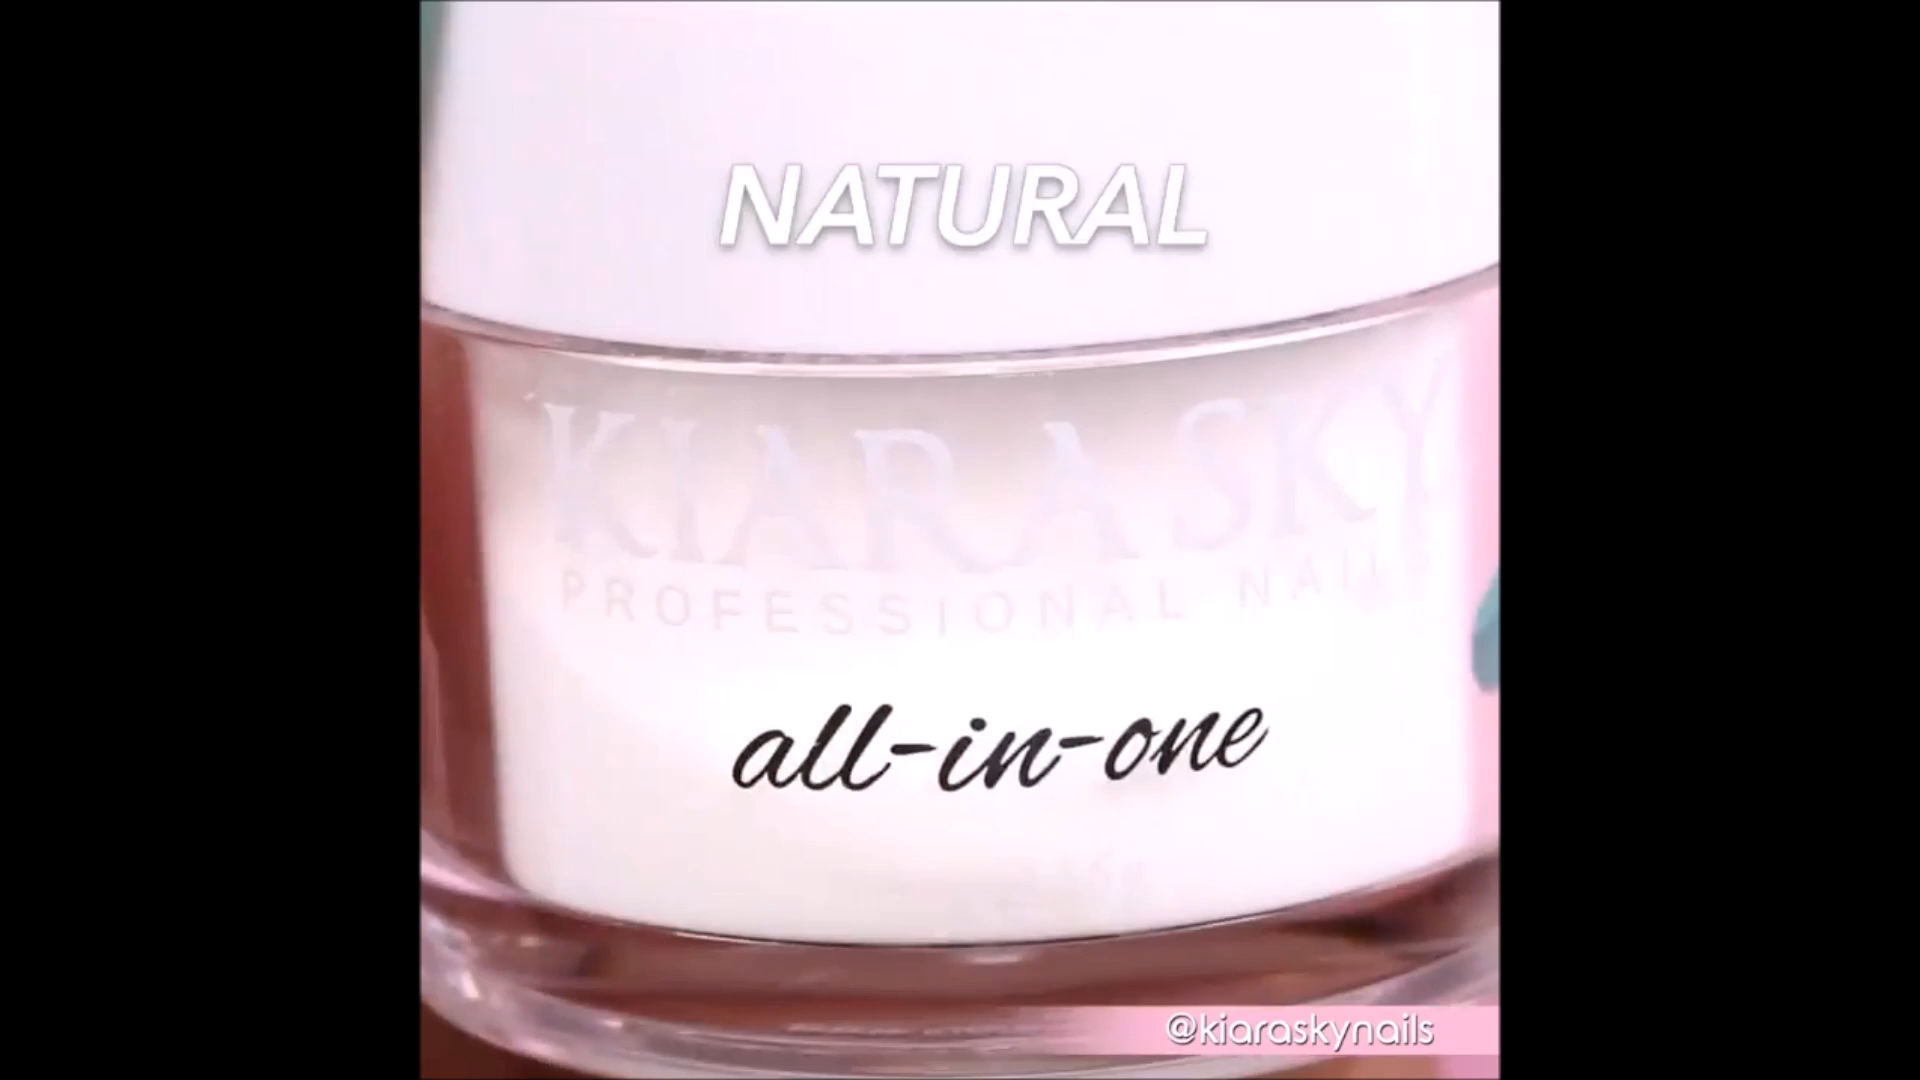 NATURAL
KIARA SKY
PROFESSIONAL NAILS
all-in-one
@kiaraskynails